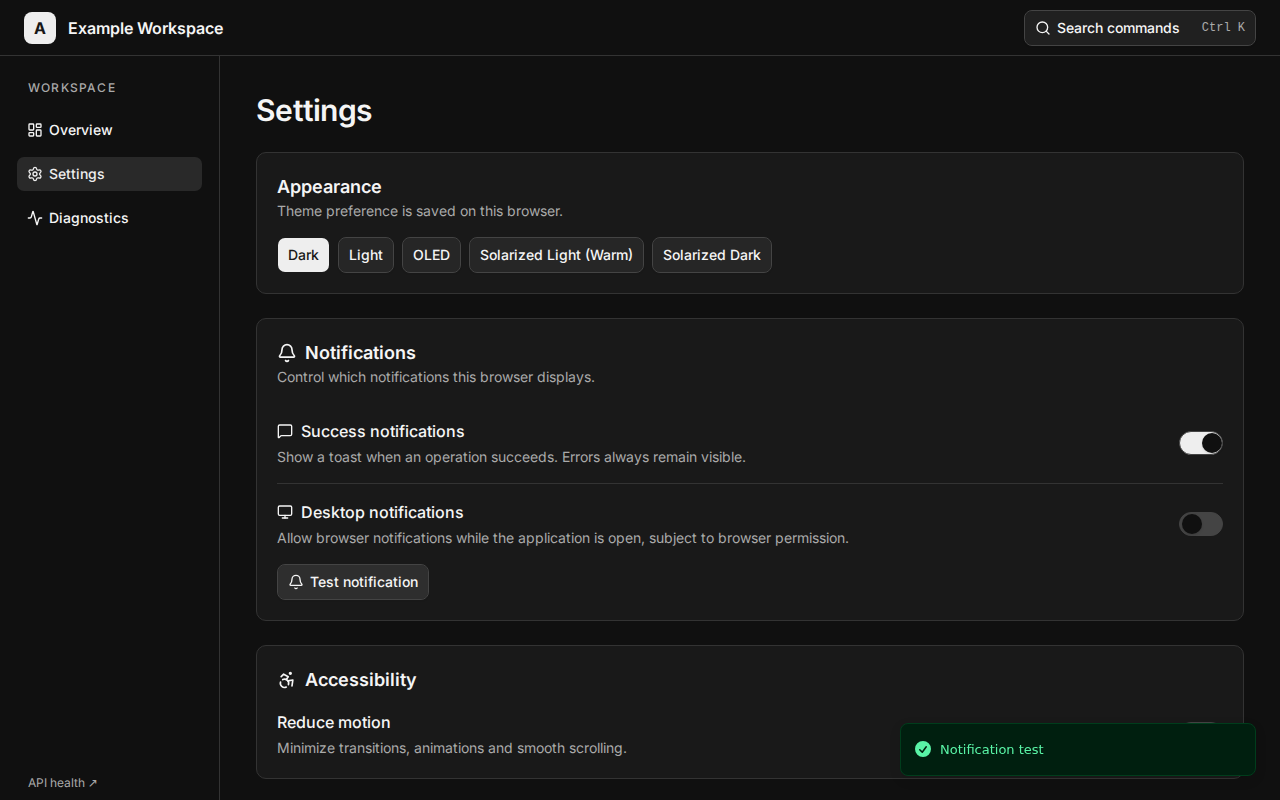 A Example Workspace
Search commands Ctrl K
WORKSPACE
Overview
Settings
Diagnostics
API health ↗
Settings
Appearance
Theme preference is saved on this browser.
Dark Light OLED Solarized Light (Warm) Solarized Dark
Notifications
Control which notifications this browser displays.
Success notifications
Show a toast when an operation succeeds. Errors always remain visible.
Desktop notifications
Allow browser notifications while the application is open, subject to browser permission.
Test notification
Accessibility
Reduce motion
Minimize transitions, animations and smooth scrolling.
Notification test